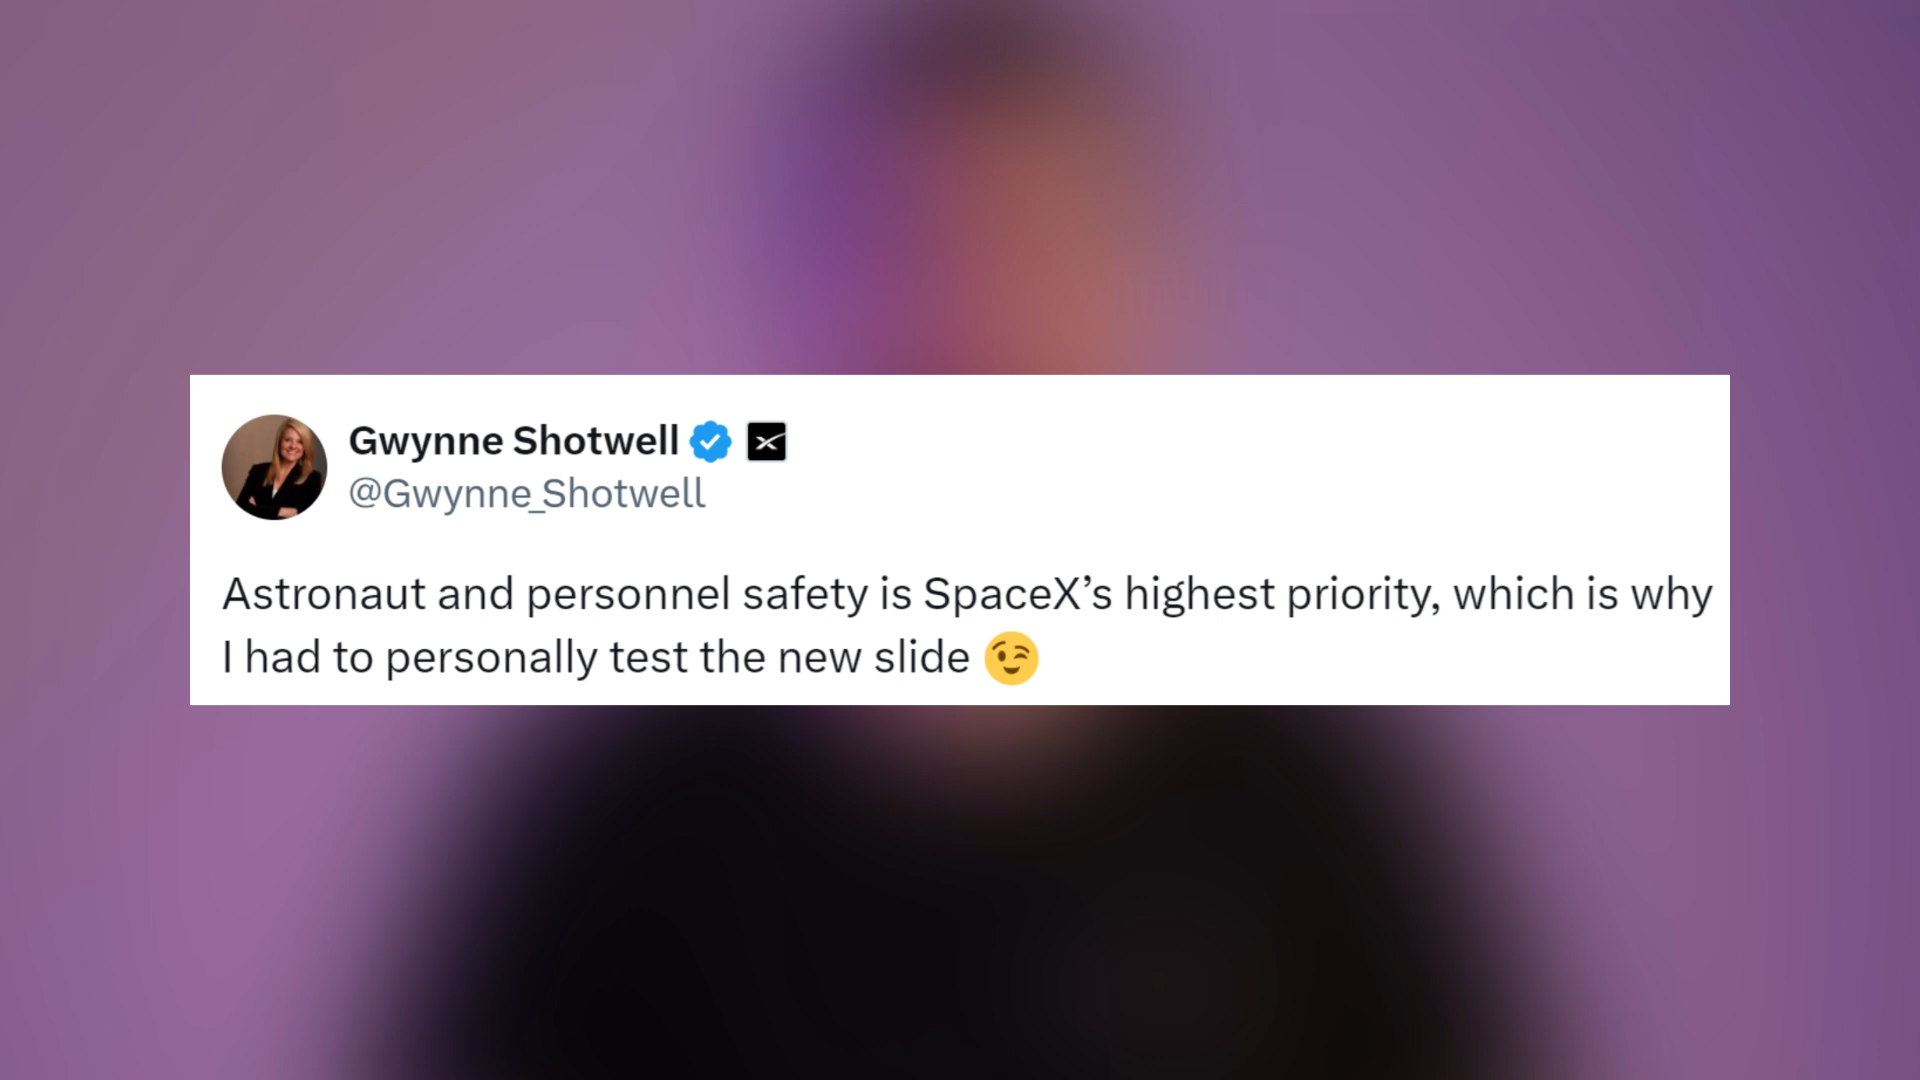 Gwynne Shotwell
@Gwynne_Shotwell
Astronaut and personnel safety is SpaceX’s highest priority, which is why
I had to personally test the new slide 😉